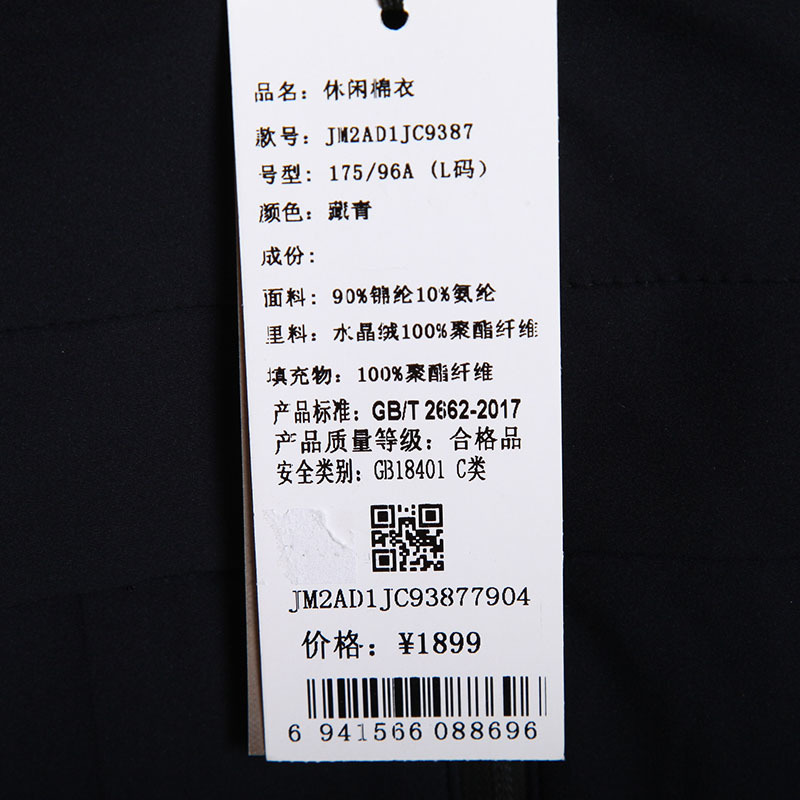 品名：休闲棉衣
款号：JM2AD1JC9387
号型：175/96A（L码）
颜色：藏青
成份：
面料：90%锦纶10%氨纶
里料：水晶绒100%聚酯纤维
填充物：100%聚酯纤维
产品标准：GB/T 2662-2017
产品质量等级：合格品
安全类别：GB18401 C类
JM2AD1JC93877904
价格：¥1899
6 941566 088696